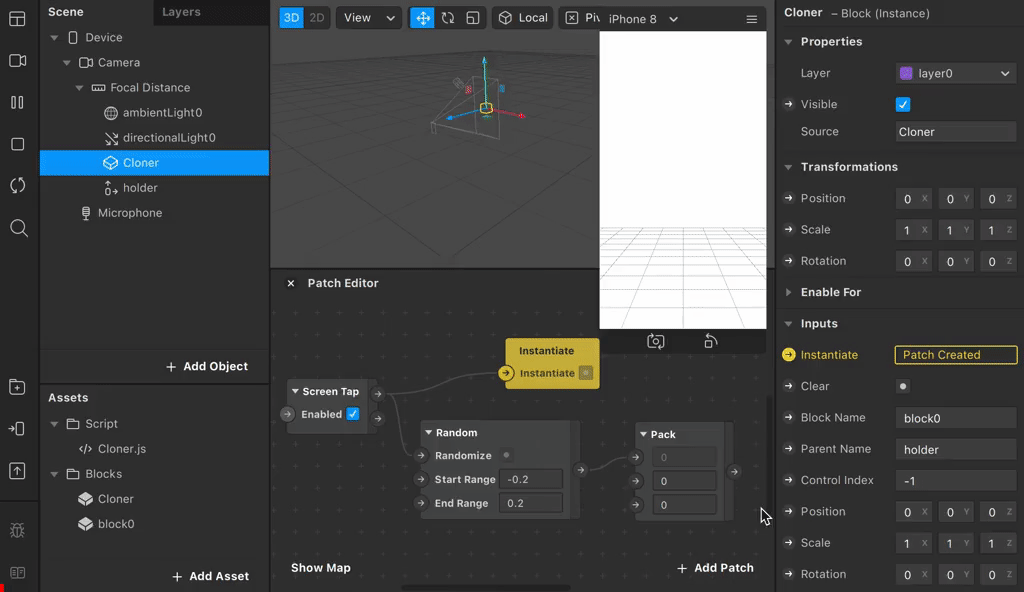 Scene
Layers
Device
Camera
Focal Distance
ambientLight0
directionalLight0
Cloner
holder
Microphone
+ Add Object
Assets
Script
Cloner.js
Blocks
Cloner
block0
+ Add Asset
3D 2D
View
Local
iPhone 8
Patch Editor
Instantiate
Instantiate
Screen Tap
Enabled
Random
Randomize
Start Range -0.2
End Range 0.2
Pack
0
0
0
Show Map
+ Add Patch
Cloner – Block (Instance)
Properties
Layer layer0
Visible
Source Cloner
Transformations
Position 0 X 0 Y 0 Z
Scale 1 X 1 Y 1 Z
Rotation 0 X 0 Y 0 Z
Enable For
Inputs
Instantiate Patch Created
Clear
Block Name block0
Parent Name holder
Control Index -1
Position 0 X 0 Y 0 Z
Scale 1 X 1 Y 1 Z
Rotation 0 X 0 Y 0 Z